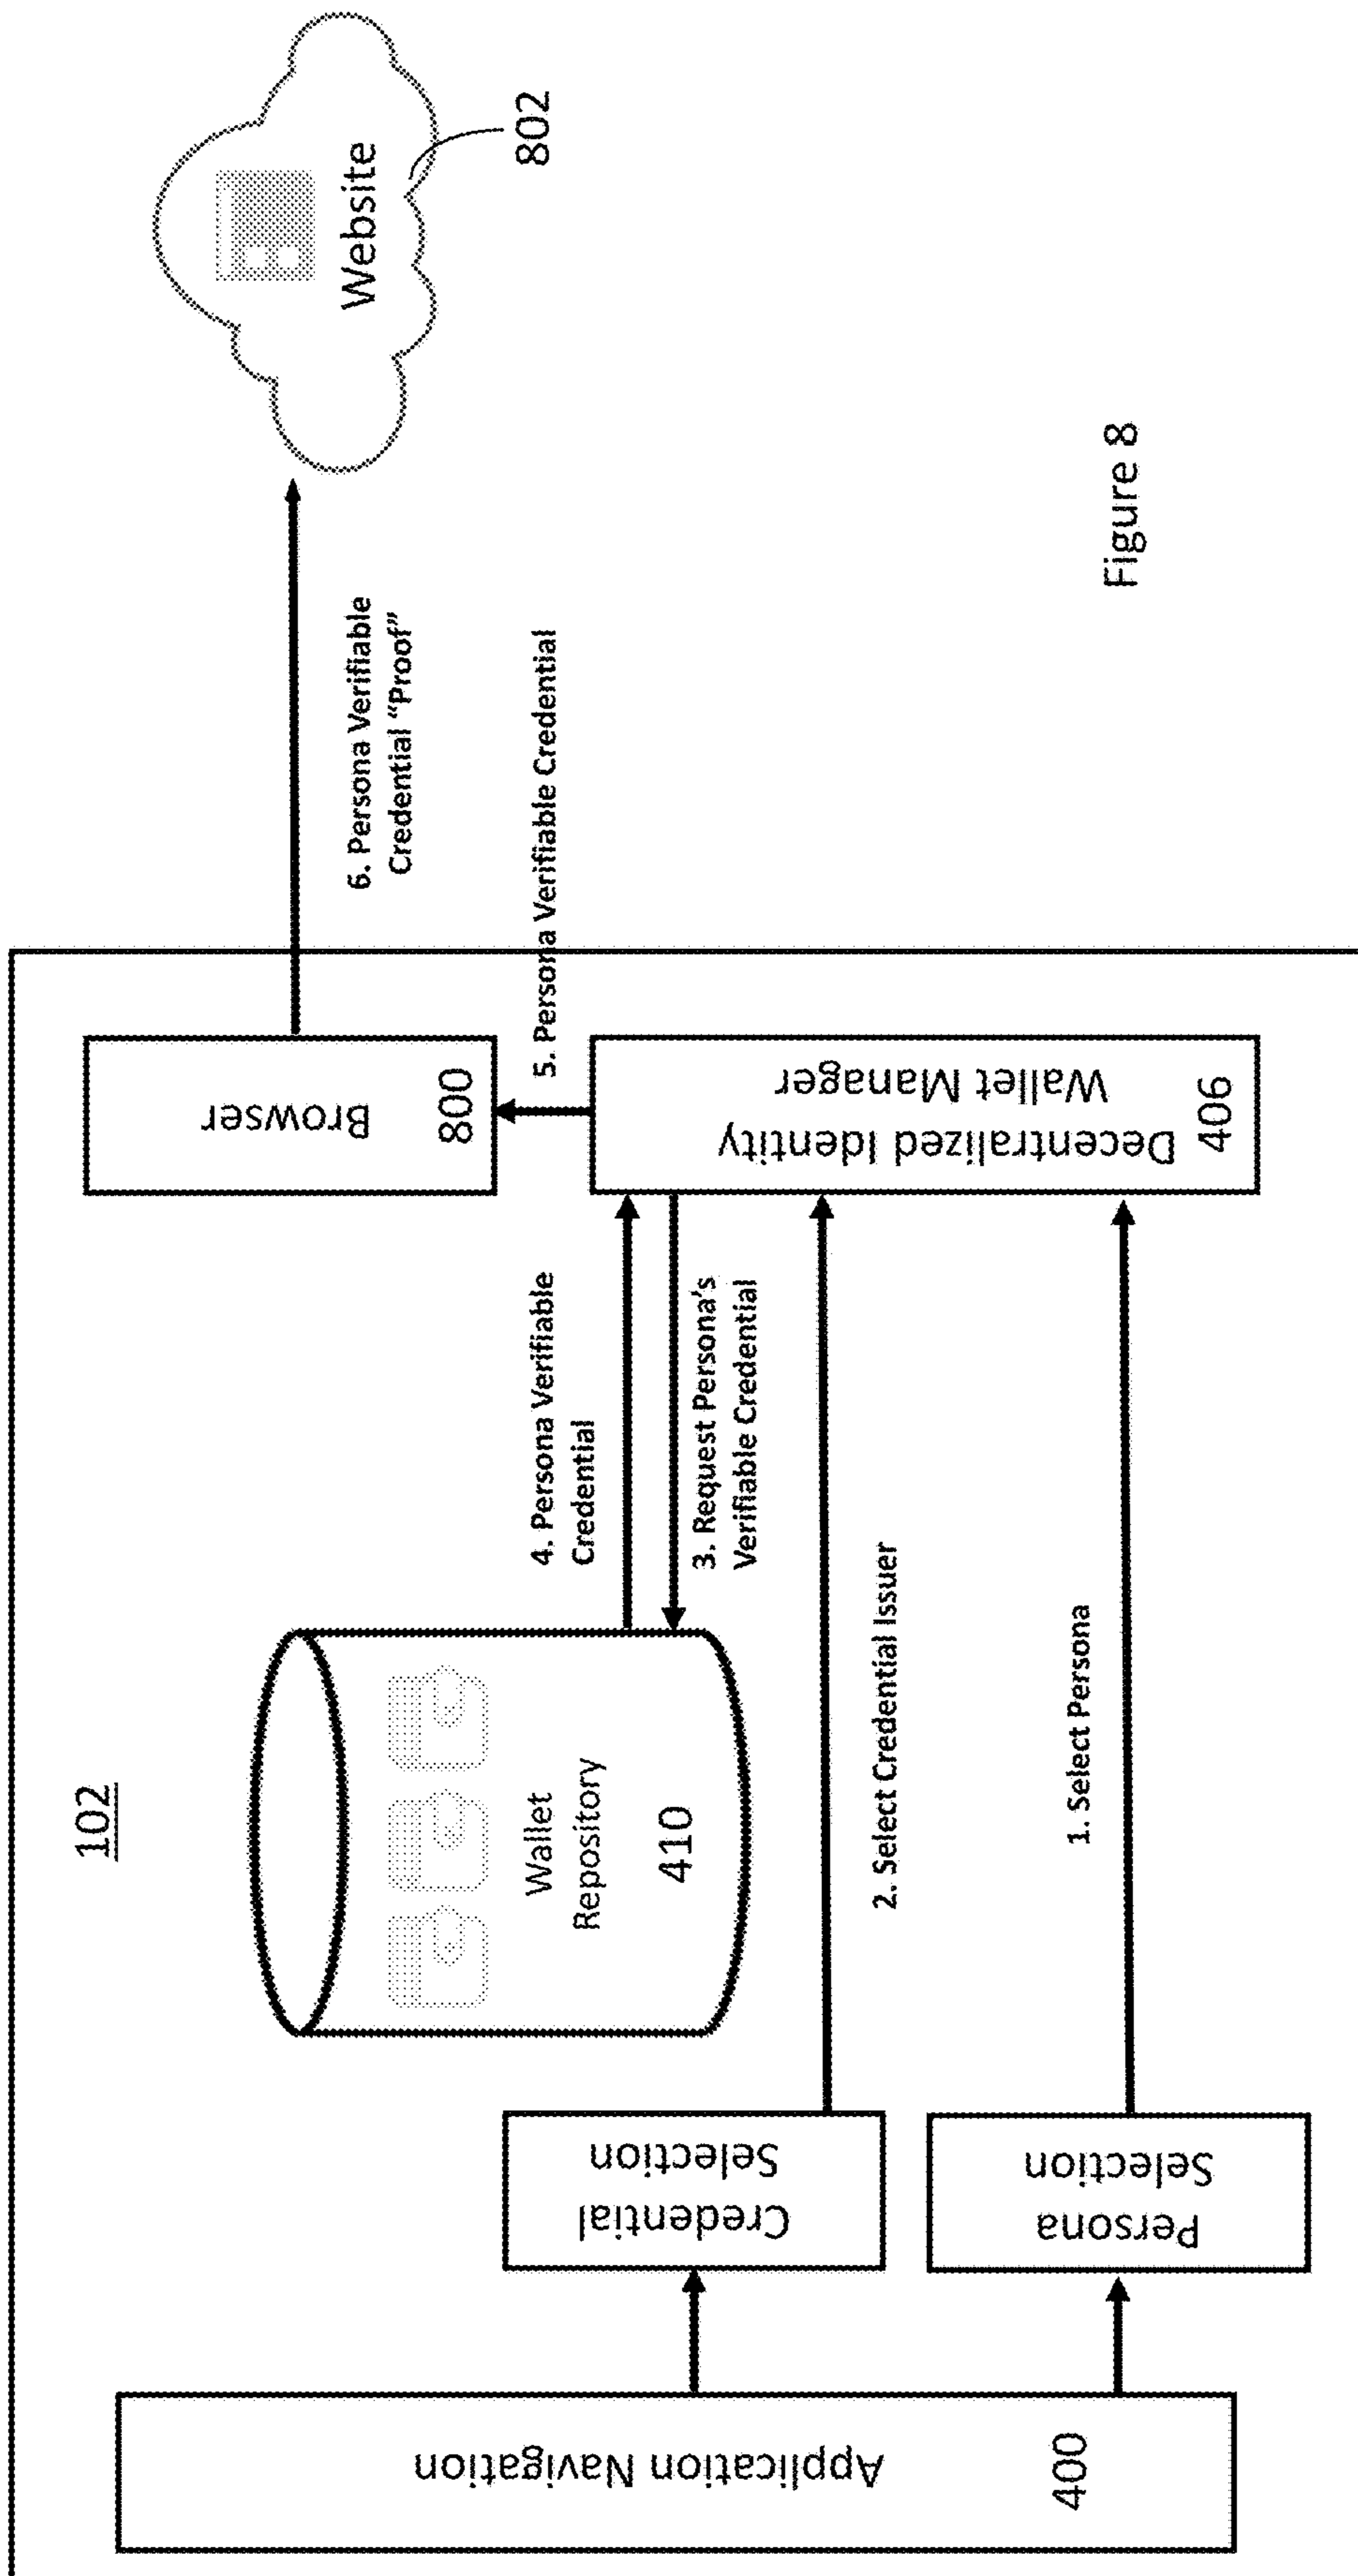 102
Application Navigation
400
Credential
Selection
Persona
Selection
Wallet
Repository
410
1. Select Persona
2. Select Credential Issuer
3. Request Persona's
Verifiable Credential
4. Persona Verifiable
Credential
Decentralized Identity
Wallet Manager
406
Browser
800
5. Persona Verifiable Credential
6. Persona Verifiable
Credential “Proof”
Website
802
Figure 8